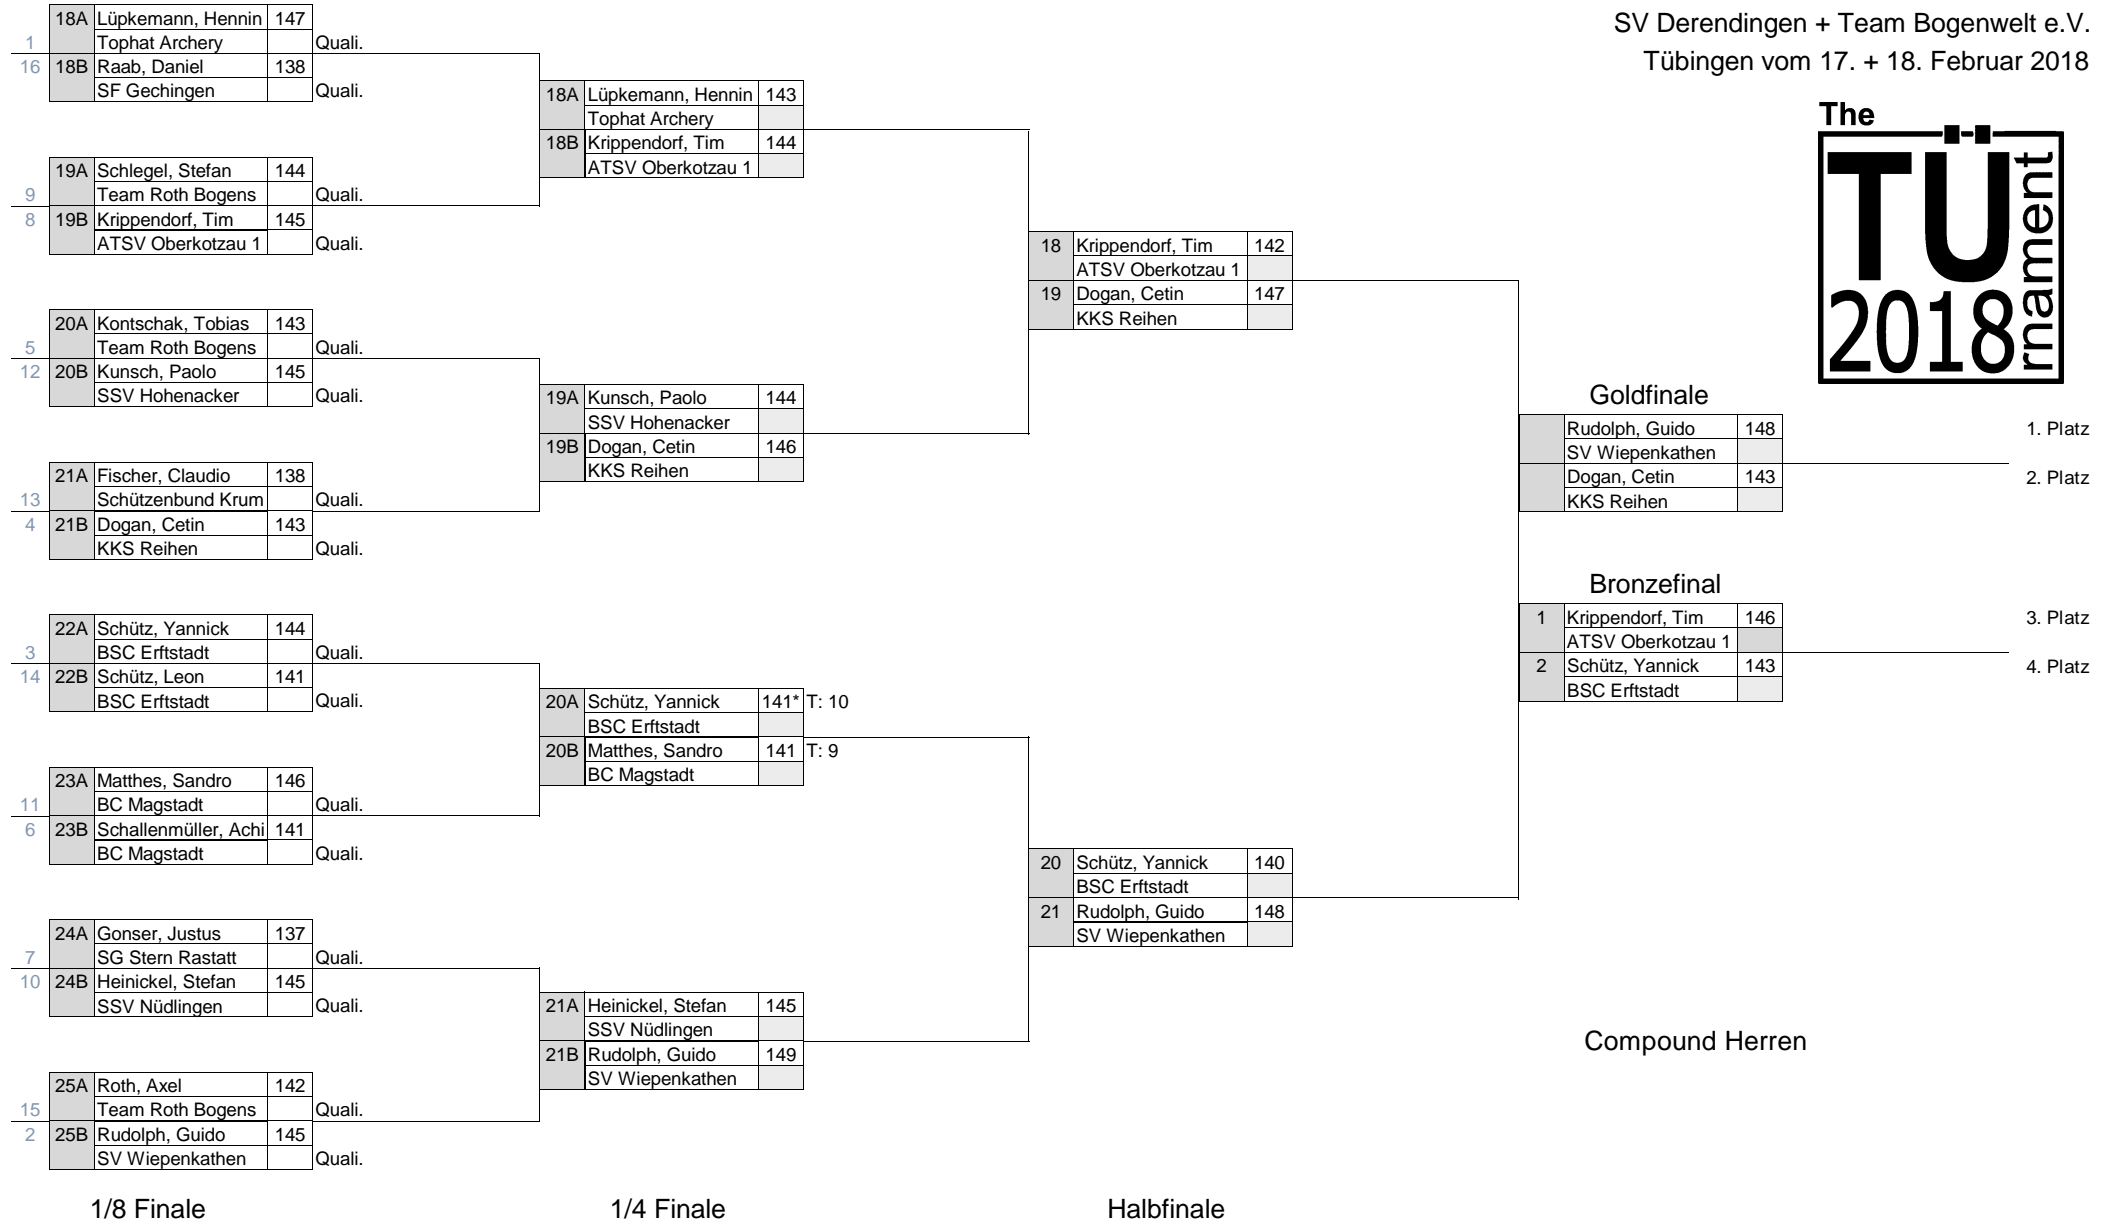 SV Derendingen + Team Bogenwelt e.V.
Tübingen vom 17. + 18. Februar 2018
The
TÜ
rnament
2018
18A Lüpkemann, Hennin 147
1 Tophat Archery Quali.
16 18B Raab, Daniel 138
SF Gechingen Quali.
19A Schlegel, Stefan 144
9 Team Roth Bogens Quali.
8 19B Krippendorf, Tim 145
ATSV Oberkotzau 1 Quali.
20A Kontschak, Tobias 143
5 Team Roth Bogens Quali.
12 20B Kunsch, Paolo 145
SSV Hohenacker Quali.
21A Fischer, Claudio 138
13 Schützenbund Krum Quali.
4 21B Dogan, Cetin 143
KKS Reihen Quali.
22A Schütz, Yannick 144
3 BSC Erftstadt Quali.
14 22B Schütz, Leon 141
BSC Erftstadt Quali.
23A Matthes, Sandro 146
11 BC Magstadt Quali.
6 23B Schallenmüller, Achi 141
BC Magstadt Quali.
24A Gonser, Justus 137
7 SG Stern Rastatt Quali.
10 24B Heinickel, Stefan 145
SSV Nüdlingen Quali.
25A Roth, Axel 142
15 Team Roth Bogens Quali.
2 25B Rudolph, Guido 145
SV Wiepenkathen Quali.
1/8 Finale
18A Lüpkemann, Hennin 143
Tophat Archery
18B Krippendorf, Tim 144
ATSV Oberkotzau 1
19A Kunsch, Paolo 144
SSV Hohenacker
19B Dogan, Cetin 146
KKS Reihen
20A Schütz, Yannick 141* T: 10
BSC Erftstadt
20B Matthes, Sandro 141 T: 9
BC Magstadt
21A Heinickel, Stefan 145
SSV Nüdlingen
21B Rudolph, Guido 149
SV Wiepenkathen
1/4 Finale
18 Krippendorf, Tim 142
ATSV Oberkotzau 1
19 Dogan, Cetin 147
KKS Reihen
20 Schütz, Yannick 140
BSC Erftstadt
21 Rudolph, Guido 148
SV Wiepenkathen
Halbfinale
Goldfinale
Rudolph, Guido 148 1. Platz
SV Wiepenkathen
Dogan, Cetin 143 2. Platz
KKS Reihen
Bronzefinal
1 Krippendorf, Tim 146 3. Platz
ATSV Oberkotzau 1
2 Schütz, Yannick 143 4. Platz
BSC Erftstadt
Compound Herren